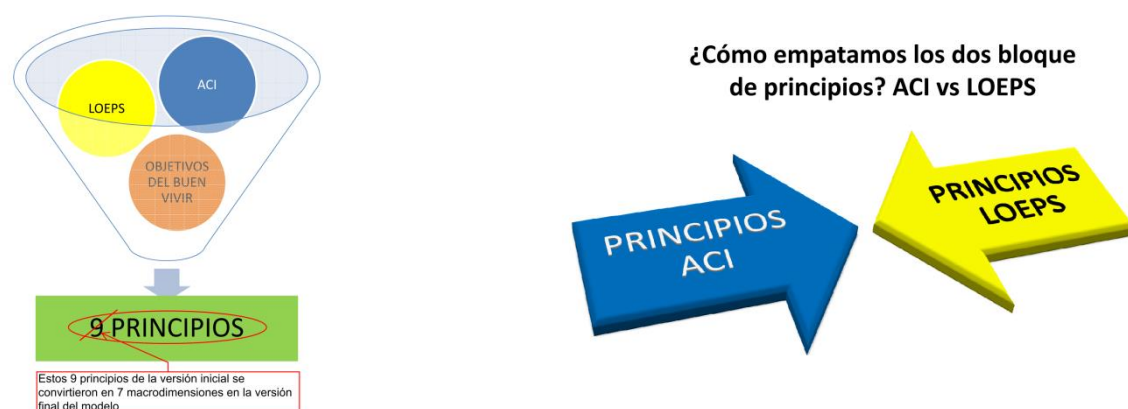 LOEPS
ACI
OBJETIVOS
DEL BUEN
VIVIR
9 PRINCIPIOS
Estos 9 principios de la versión inicial se
convirtieron en 7 macrodimensiones en la versión
final del modelo
¿Cómo empatamos los dos bloque
de principios? ACI vs LOEPS
PRINCIPIOS
ACI
PRINCIPIOS
LOEPS